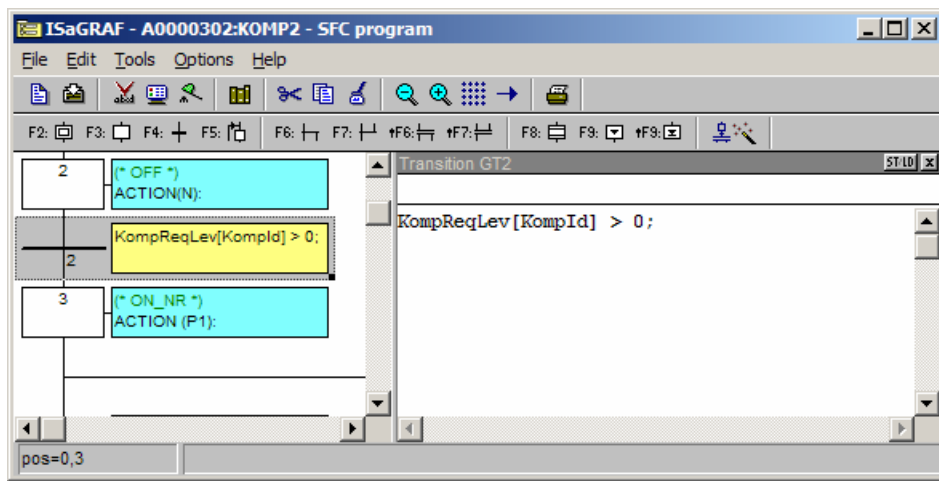 ISaGRAF - A0000302:KOMP2 - SFC program
File Edit Tools Options Help
F2: F3: F4: F5: F6: F7: ↑F6: ↑F7: F8: F9: ↑F9:
2
(* OFF *)
ACTION(N):
KompReqLev[KompId] > 0;
2
3
(* ON_NR *)
ACTION (P1):
Transition GT2 ST/LD
KompReqLev[KompId] > 0;
pos=0,3